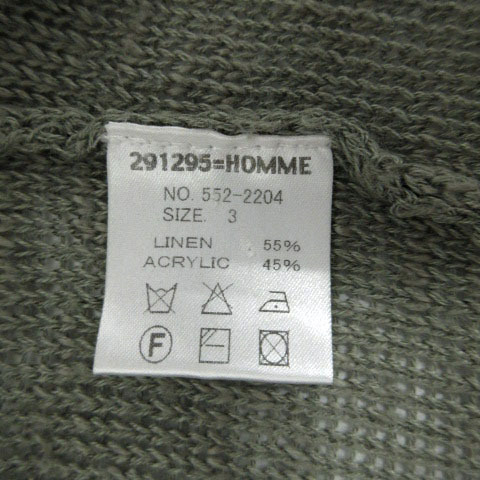 291295=HOMME
NO. 552-2204
SIZE. 3
LINEN 55%
ACRYLIC 45%
F